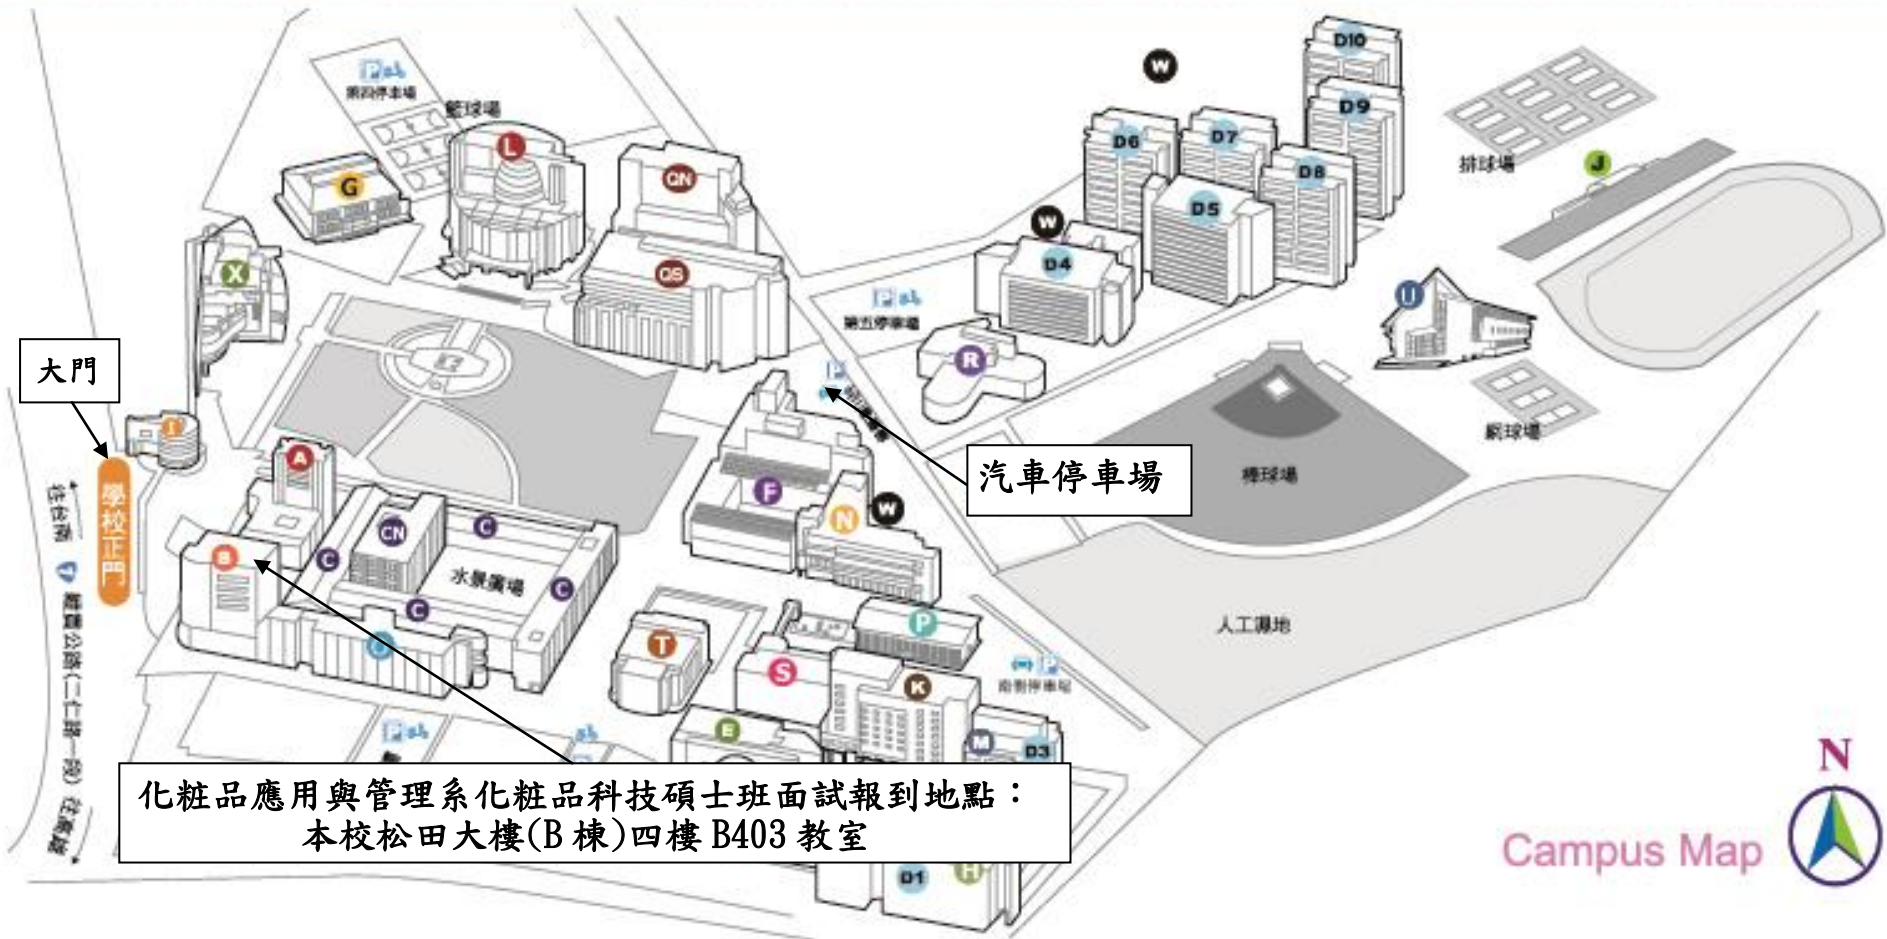 D10
W
P
第四停車場
籃球場
D9
D6
D7
L
排球場
J
QN
D8
G
D5
W
X
QS
D4
U
P
第五停車場
大門
P
R
網球場
I
A
汽車停車場
棒球場
學校正門
往台南
F
N
W
C
CN
B
C
水景廣場
C
C
P
人工濕地
O
T
S
P
K
P
E
M
D3
化粧品應用與管理系化粧品科技碩士班面試報到地點：
本校松田大樓(B棟)四樓B403教室
N
Campus Map
D1
H